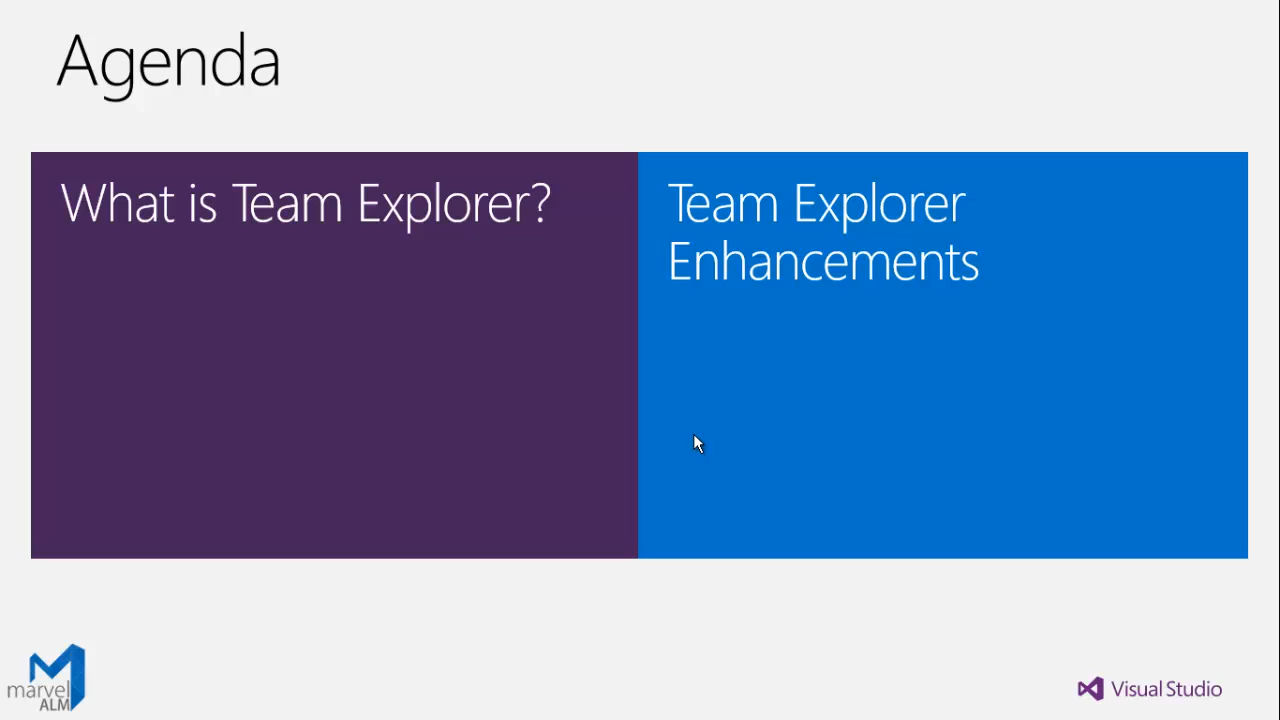 Agenda
What is Team Explorer?
Team Explorer
Enhancements
marvel
ALM
Visual Studio